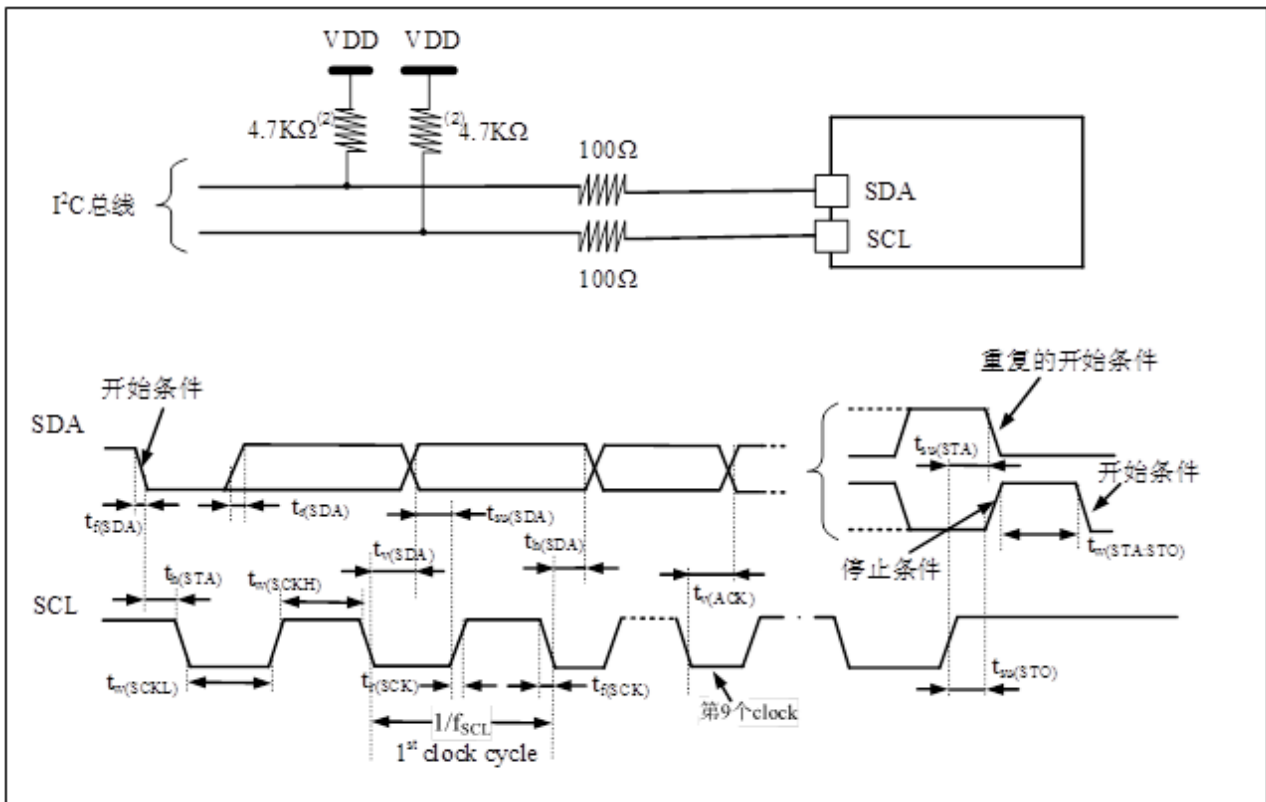 VDD VDD
4.7KΩ(2) (2)4.7KΩ
100Ω
I²C总线
SDA
SCL
100Ω
重复的开始条件
开始条件
SDA
tsu(STA)
开始条件
tf(SDA)
tr(SDA)
tsu(SDA)
tv(SDA)
th(SDA)
tw(STA:STO)
停止条件
th(STA)
tw(SCKH)
tv(ACK)
SCL
tw(SCKL)
tr(SCK)
tf(SCK)
tsu(STO)
第9个clock
1/fSCL
1st clock cycle